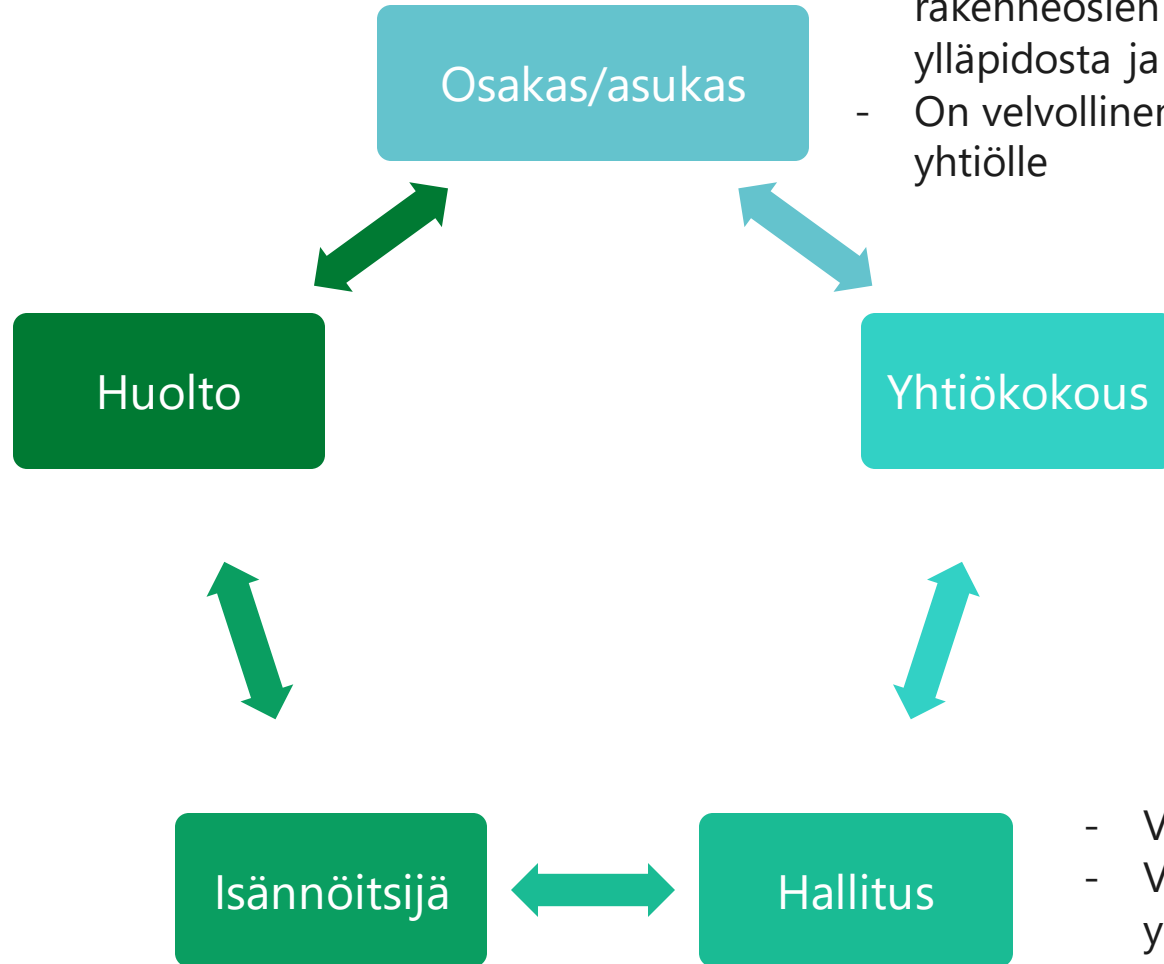 rakenneosien
ylläpidosta ja
- On velvollinen
yhtiölle
Osakas/asukas
Huolto
Yhtiökokous
Isännöitsijä
Hallitus
- V
- V
y